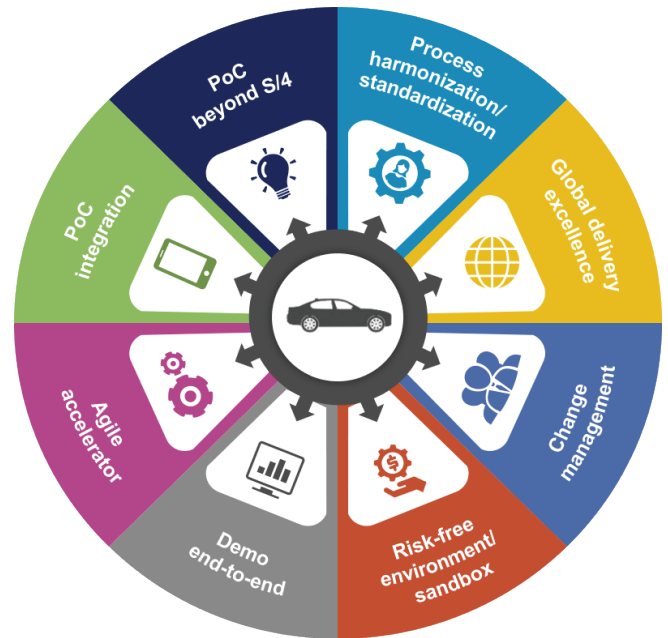 PoC
beyond S/4
Process
harmonization/
standardization
Global delivery
excellence
Change
management
Risk-free
environment/
sandbox
Demo
end-to-end
Agile
accelerator
PoC
integration
$